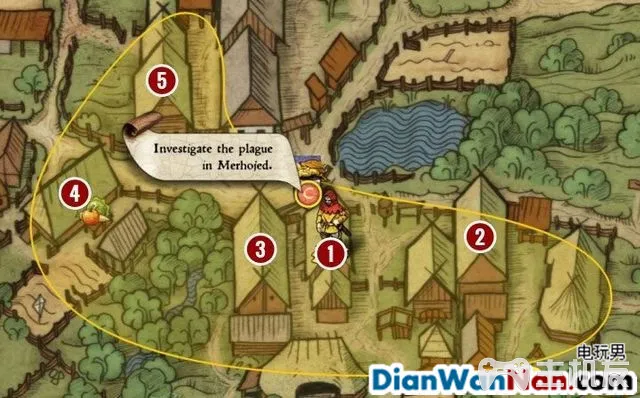 5
Investigate the plague
in Merhojed.
4
3
1
2
电玩男
DianWanNan.com